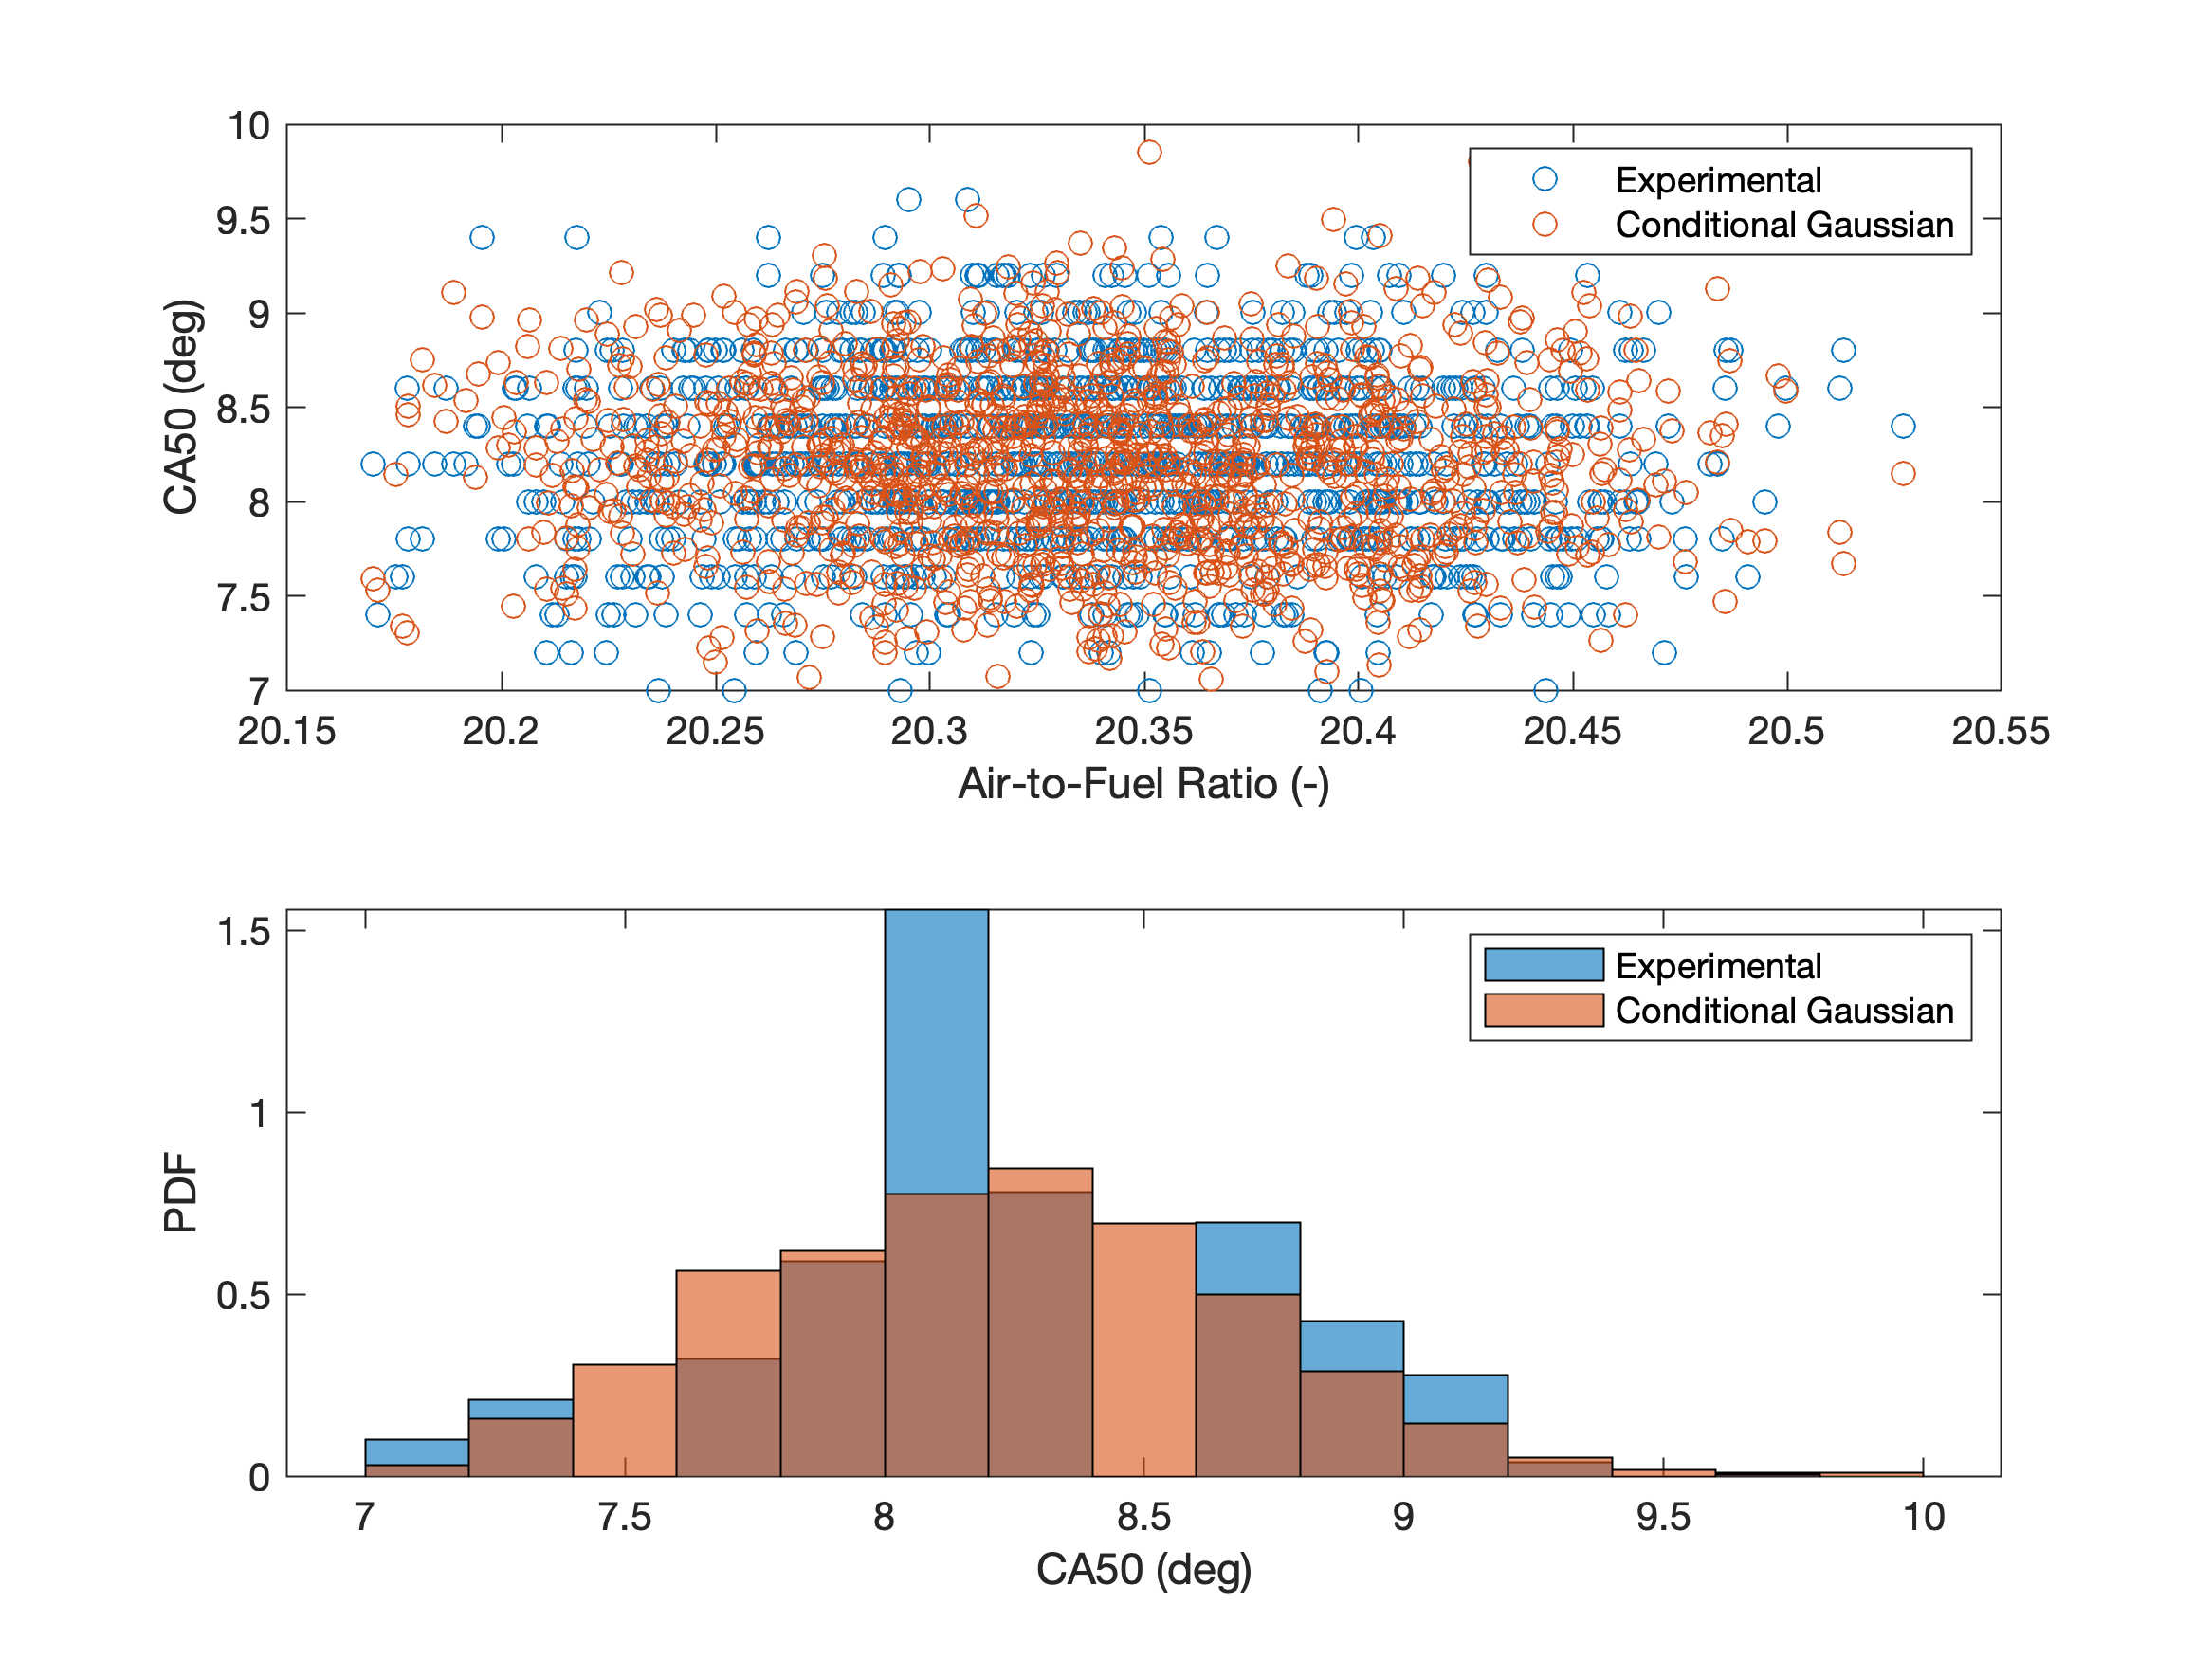 10
9.5
9
8.5
8
7.5
7
CA50 (deg)
Experimental
Conditional Gaussian
20.15 20.2 20.25 20.3 20.35 20.4 20.45 20.5 20.55
Air-to-Fuel Ratio (-)
1.5
1
0.5
0
PDF
Experimental
Conditional Gaussian
7 7.5 8 8.5 9 9.5 10
CA50 (deg)